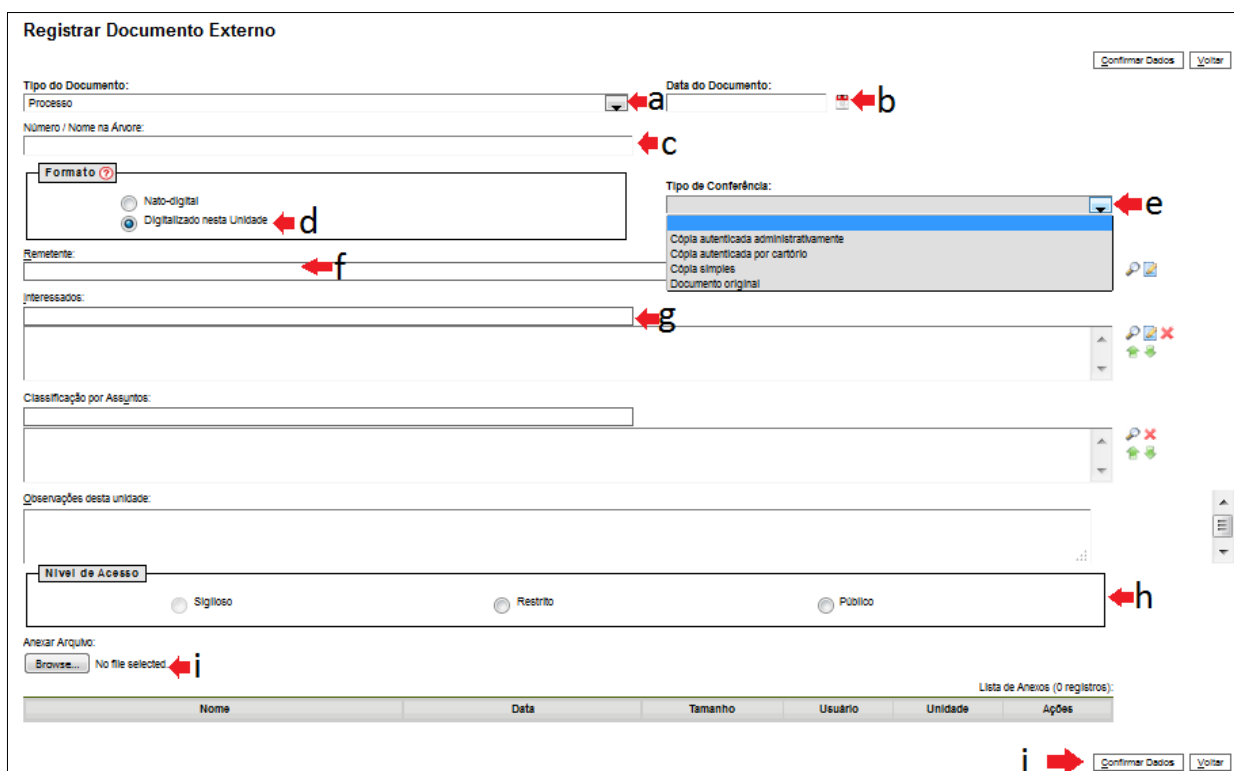 Registrar Documento Externo
Confirmar Dados Voltar
Tipo do Documento: Data do Documento:
Processo a b
Número / Nome na Árvore:
c
Formato ?
Nato-digital
Digitalizado nesta Unidade d
Tipo de Conferência:
e
Cópia autenticada administrativamente
Cópia autenticada por cartório
Cópia simples
Documento original
Remetente:
f
Interessados:
g
Classificação por Assuntos:
Observações desta unidade:
Nível de Acesso
Sigiloso Restrito Público h
Anexar Arquivo:
Browse... No file selected. i
Lista de Anexos (0 registros):
Nome Data Tamanho Usuário Unidade Ações
j Confirmar Dados Voltar